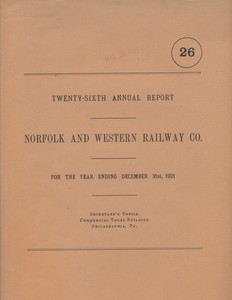 26
TWENTY-SIXTH ANNUAL REPORT
NORFOLK AND WESTERN RAILWAY CO.
FOR THE YEAR ENDING DECEMBER 31st, 1921
SECRETARY'S OFFICE
COMMERCIAL TRUST BUILDING
PHILADELPHIA, PA.